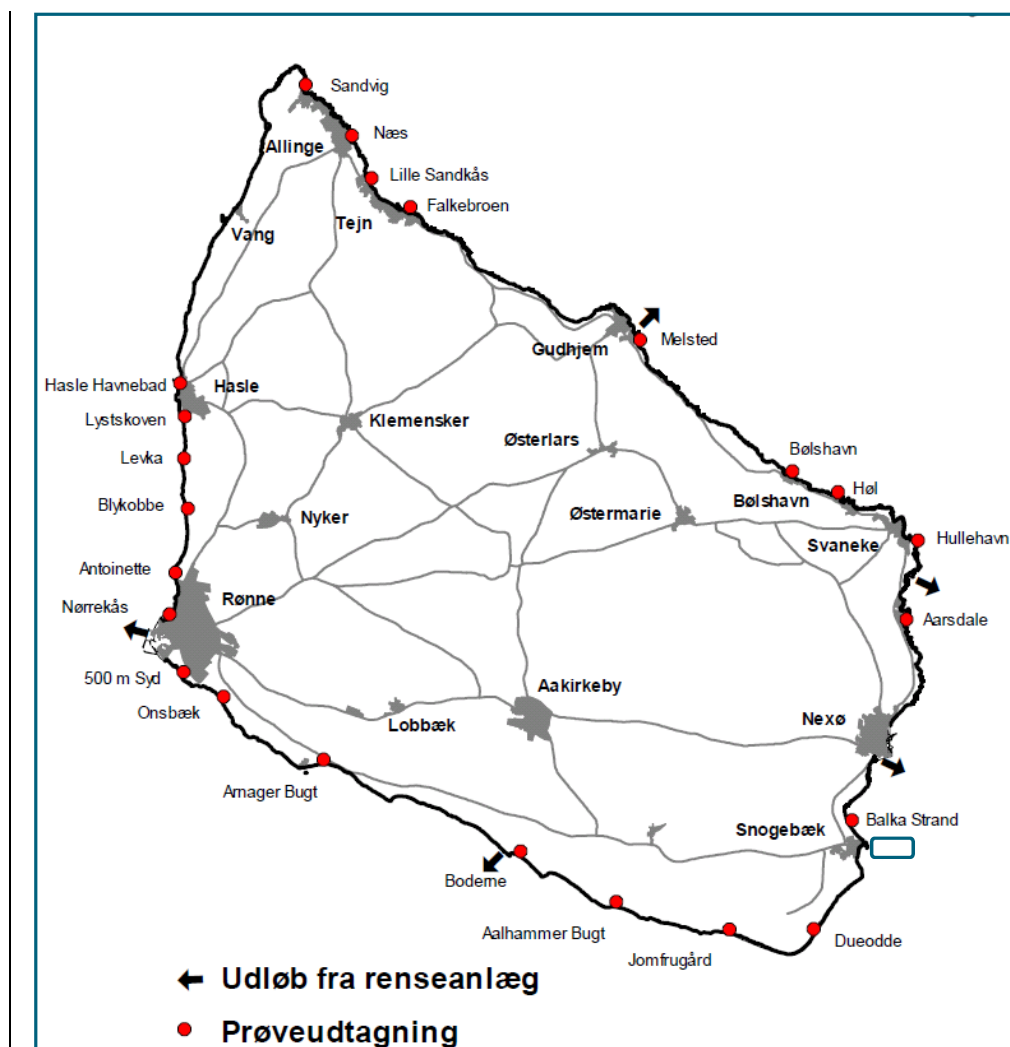 Sandvig
Næs
Allinge
Lille Sandkås
Falkebroen
Tejn
Vang
Melsted
Gudhjem
Hasle Havnebad
Hasle
Lystskoven
Klemensker
Østerlars
Levka
Bølshavn
Høl
Blykobbe
Bølshavn
Nyker
Østermarie
Svaneke
Hullehavn
Antoinette
Rønne
Nørrekås
Aarsdale
500 m Syd
Aakirkeby
Onsbæk
Lobbæk
Nexø
Arnager Bugt
Balka Strand
Snogebæk
Boderne
Aalhammer Bugt
Dueodde
Jomfrugård
Udløb fra renseanlæg
Prøveudtagning